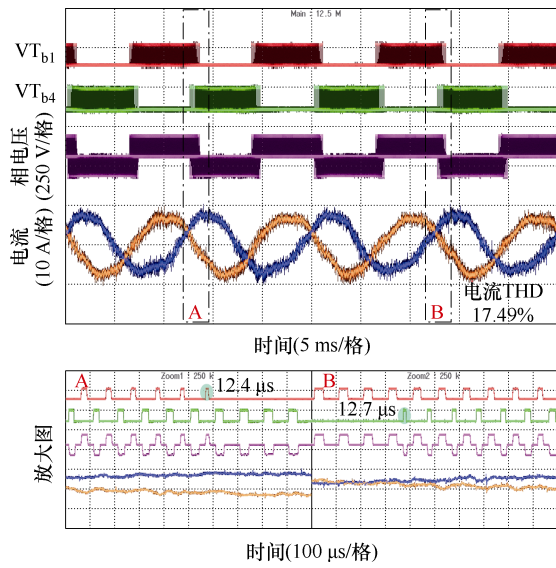 Main : 12.5 M
VTb1
VTb4
相电压
(250 V/格)
电流
(10 A/格)
电流THD
17.49%
A
B
时间(5 ms/格)
Zoom1 : 250 k
Zoom2 : 250 k
A
B
12.4 μs
12.7 μs
放大图
时间(100 μs/格)